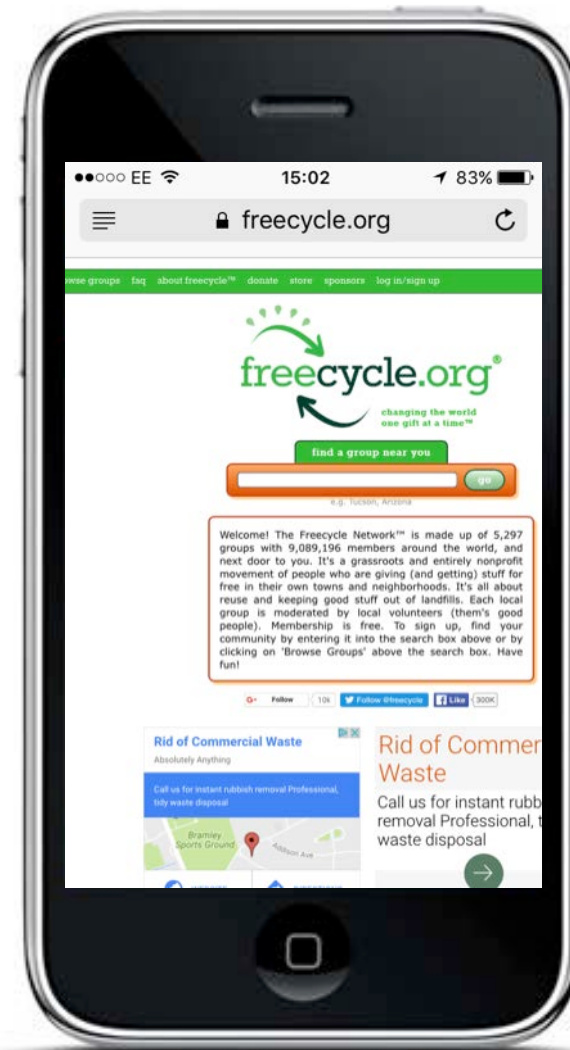 EE 15:02 83%
freecycle.org
wse groups faq about freecycle™ donate store sponsors log in/sign up
freecycle.org®
changing the world
one gift at a time™
find a group near you
go
e.g. Tucson, Arizona
Welcome! The Freecycle Network™ is made up of 5,297
groups with 9,089,196 members around the world, and
next door to you. It's a grassroots and entirely nonprofit
movement of people who are giving (and getting) stuff for
free in their own towns and neighborhoods. It's all about
reuse and keeping good stuff out of landfills. Each local
group is moderated by local volunteers (them's good
people). Membership is free. To sign up, find your
community by entering it into the search box above or by
clicking on 'Browse Groups' above the search box. Have
fun!
G+ Follow 10k Follow @freecycle Like 300K
Rid of Commercial Waste
Absolutely Anything
Call us for instant rubbish removal Professional,
tidy waste disposal
Bramley
Sports Ground
Addison Ave
Rid of Commer
Waste
Call us for instant rubb
removal Professional, t
waste disposal